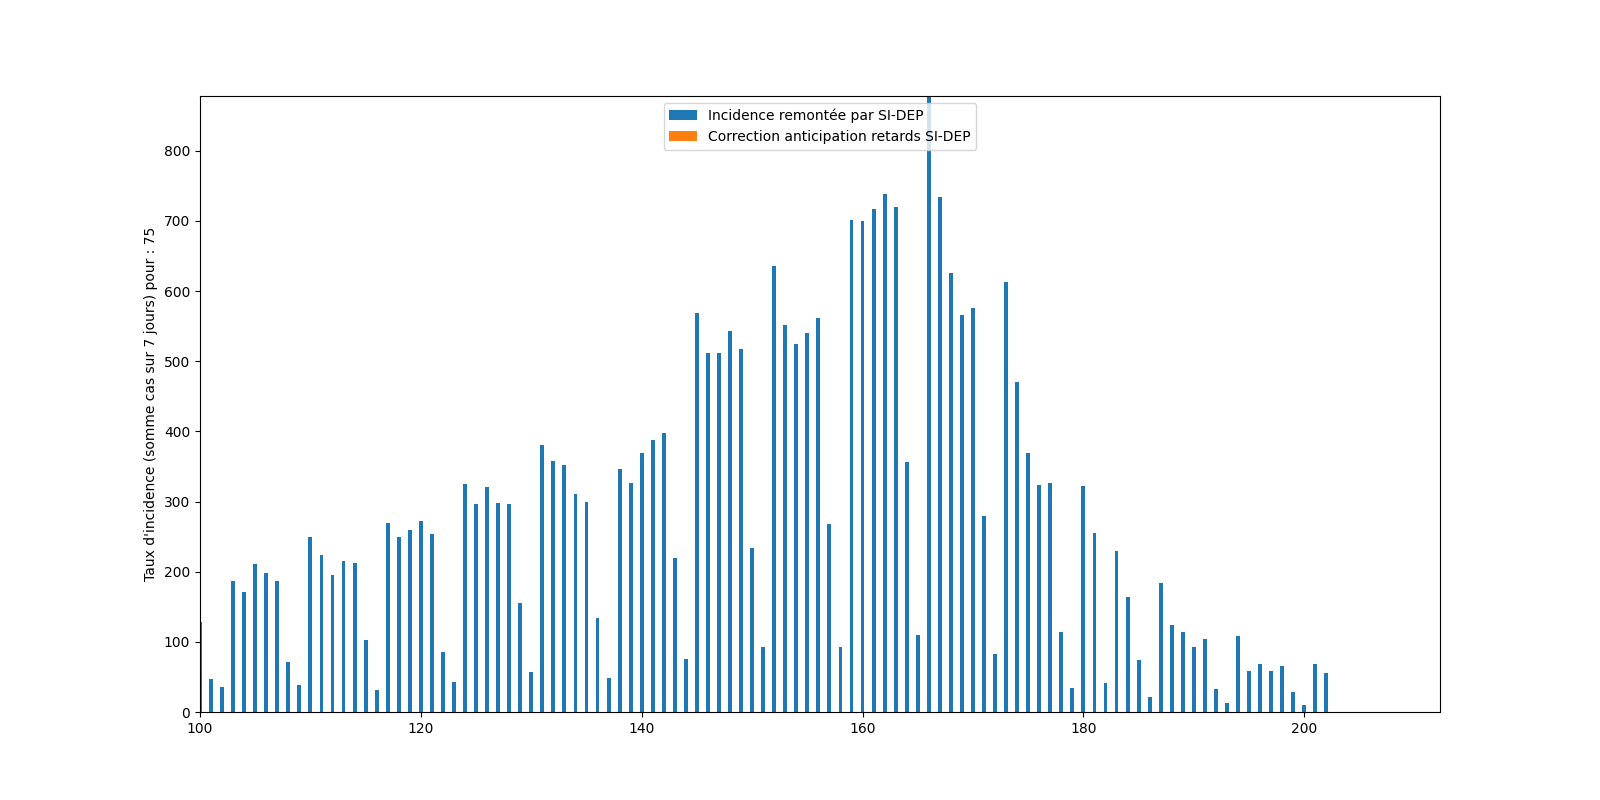 Incidence remontée par SI-DEP
Correction anticipation retards SI-DEP
Taux d'incidence (somme cas sur 7 jours) pour : 75
800
700
600
500
400
300
200
100
0
100 120 140 160 180 200